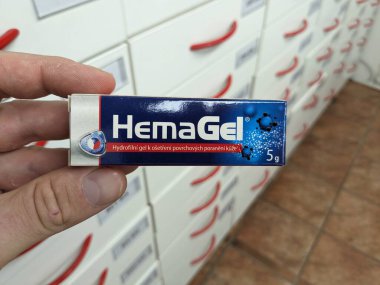 HemaGel®
Hydrofilní gel k ošetření povrchových poranění kůže
5g